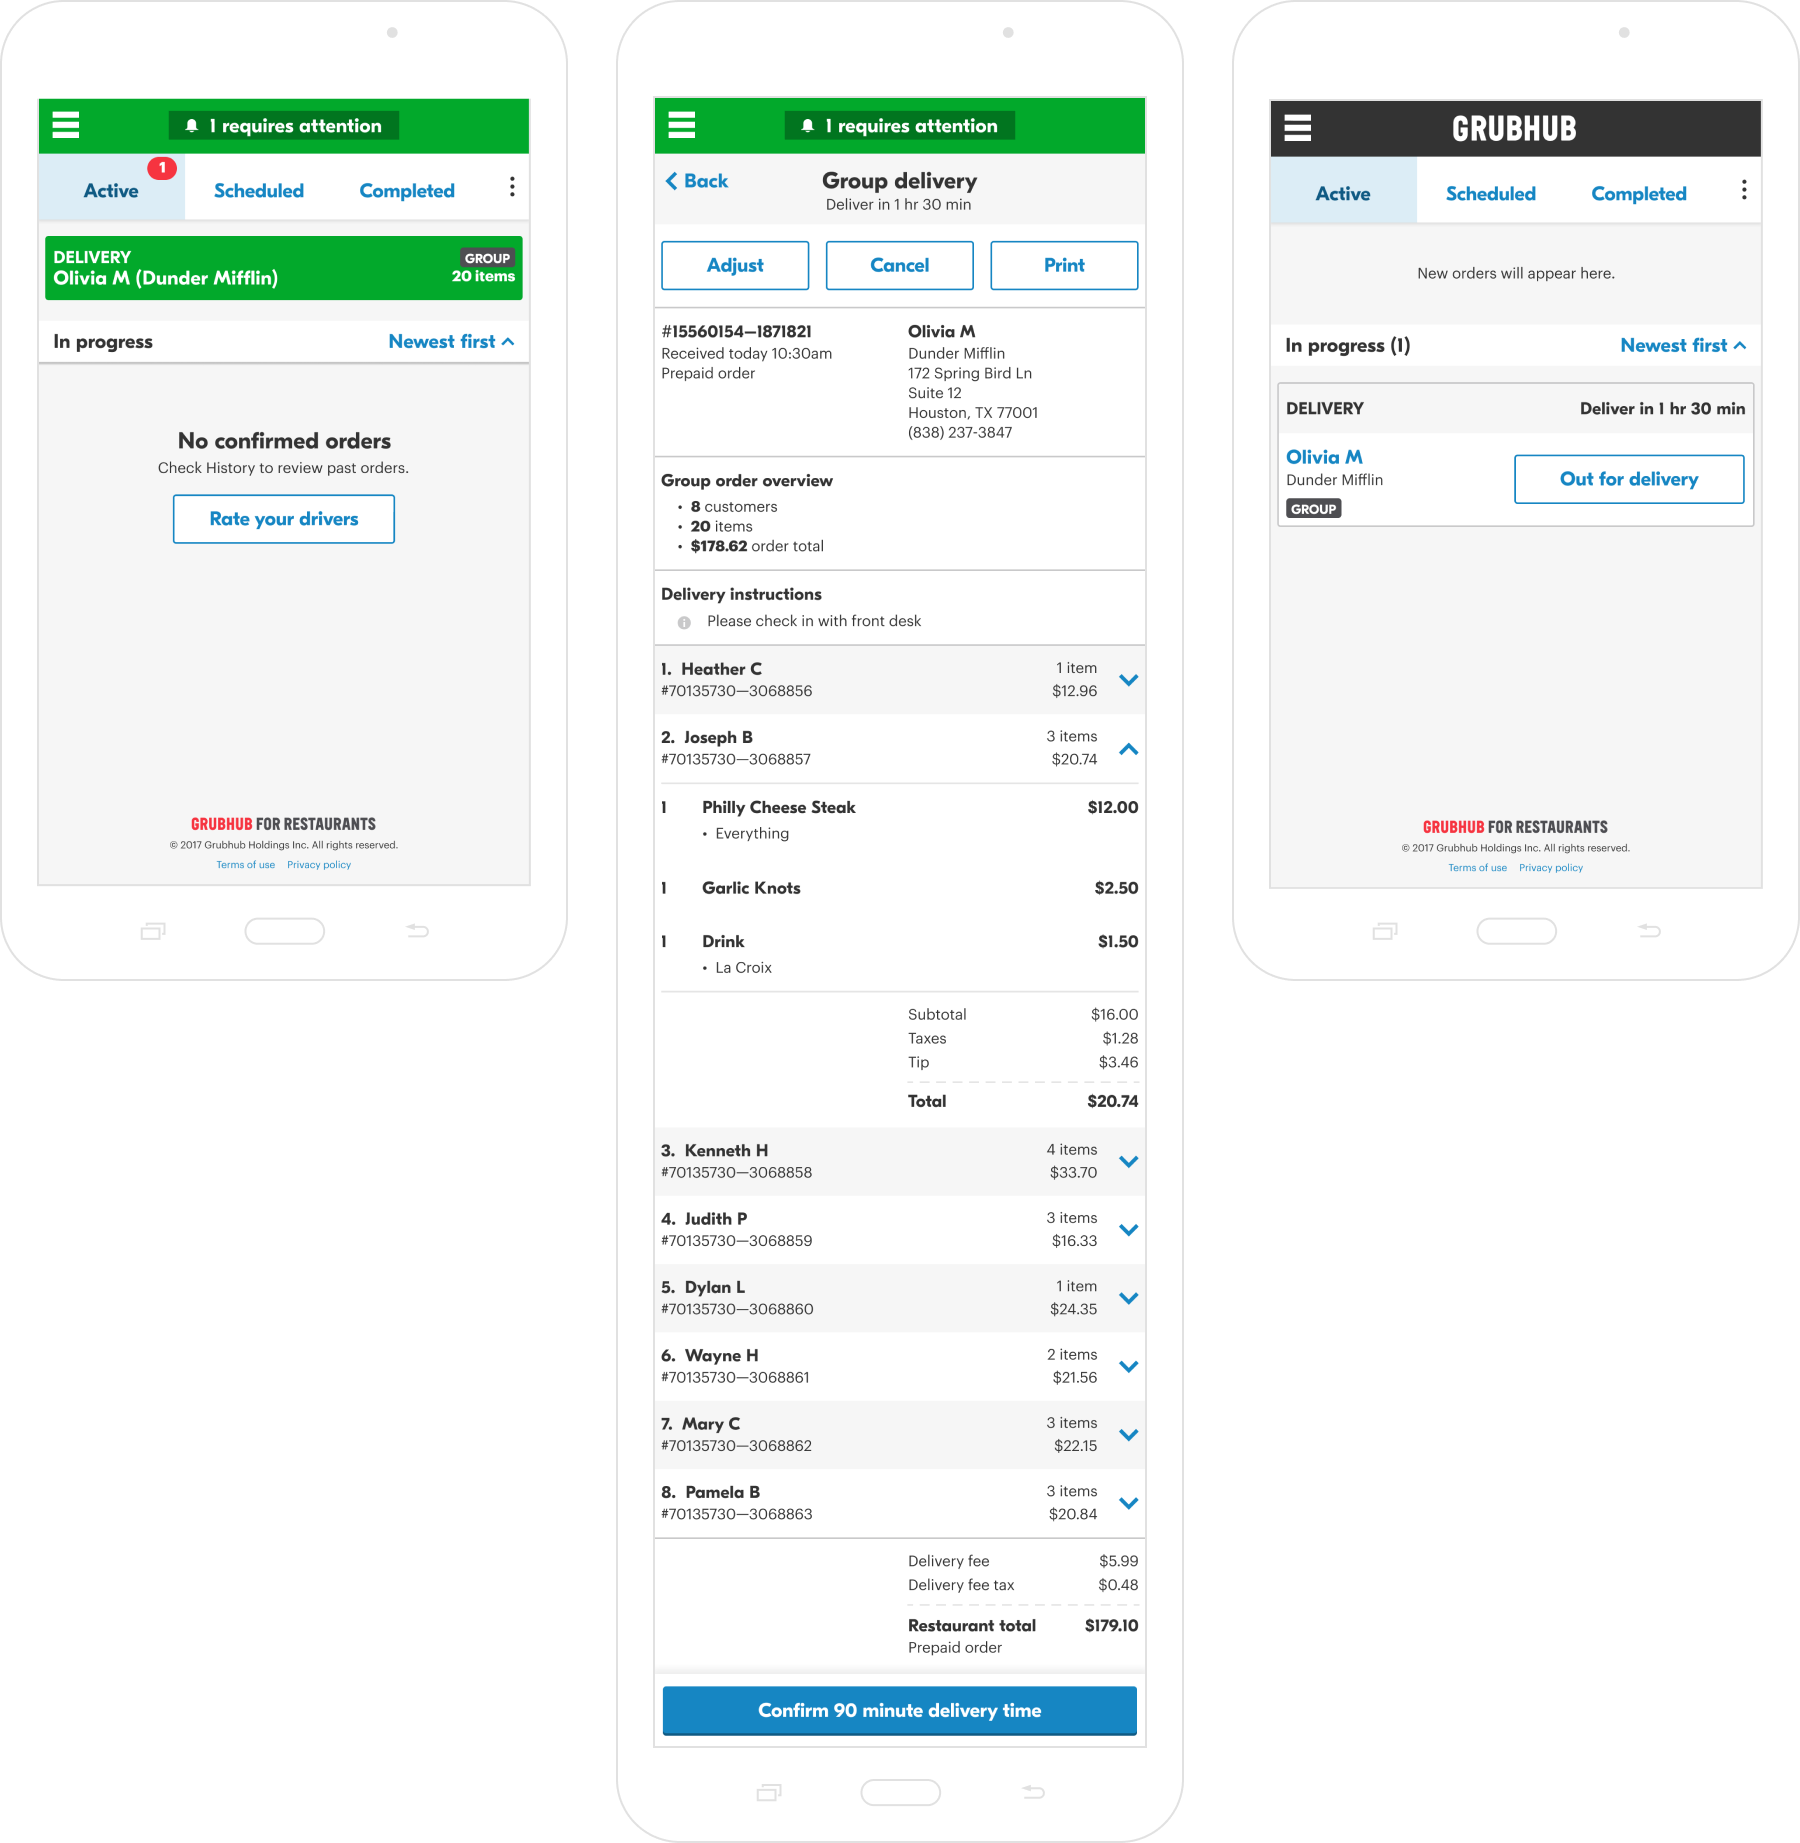 1 requires attention
Active
1
Scheduled
Completed
DELIVERY
GROUP
Olivia M (Dunder Mifflin)
20 items
In progress
Newest first
No confirmed orders
Check History to review past orders.
Rate your drivers
GRUBHUB FOR RESTAURANTS
© 2017 Grubhub Holdings Inc. All rights reserved.
Terms of use Privacy policy
1 requires attention
Back
Group delivery
Deliver in 1 hr 30 min
Adjust
Cancel
Print
#15560154—1871821
Received today 10:30am
Prepaid order
Olivia M
Dunder Mifflin
172 Spring Bird Ln
Suite 12
Houston, TX 77001
(838) 237-3847
Group order overview
• 8 customers
• 20 items
• $178.62 order total
Delivery instructions
Please check in with front desk
1. Heather C 1 item
#70135730—3068856 $12.96
2. Joseph B 3 items
#70135730—3068857 $20.74
1 Philly Cheese Steak $12.00
• Everything
1 Garlic Knots $2.50
1 Drink $1.50
• La Croix
Subtotal $16.00
Taxes $1.28
Tip $3.46
Total $20.74
3. Kenneth H 4 items
#70135730—3068858 $33.70
4. Judith P 3 items
#70135730—3068859 $16.33
5. Dylan L 1 item
#70135730—3068860 $24.35
6. Wayne H 2 items
#70135730—3068861 $21.56
7. Mary C 3 items
#70135730—3068862 $22.15
8. Pamela B 3 items
#70135730—3068863 $20.84
Delivery fee $5.99
Delivery fee tax $0.48
Restaurant total $179.10
Prepaid order
Confirm 90 minute delivery time
GRUBHUB
Active
Scheduled
Completed
New orders will appear here.
In progress (1)
Newest first
DELIVERY
Deliver in 1 hr 30 min
Olivia M
Dunder Mifflin
GROUP
Out for delivery
GRUBHUB FOR RESTAURANTS
© 2017 Grubhub Holdings Inc. All rights reserved.
Terms of use Privacy policy